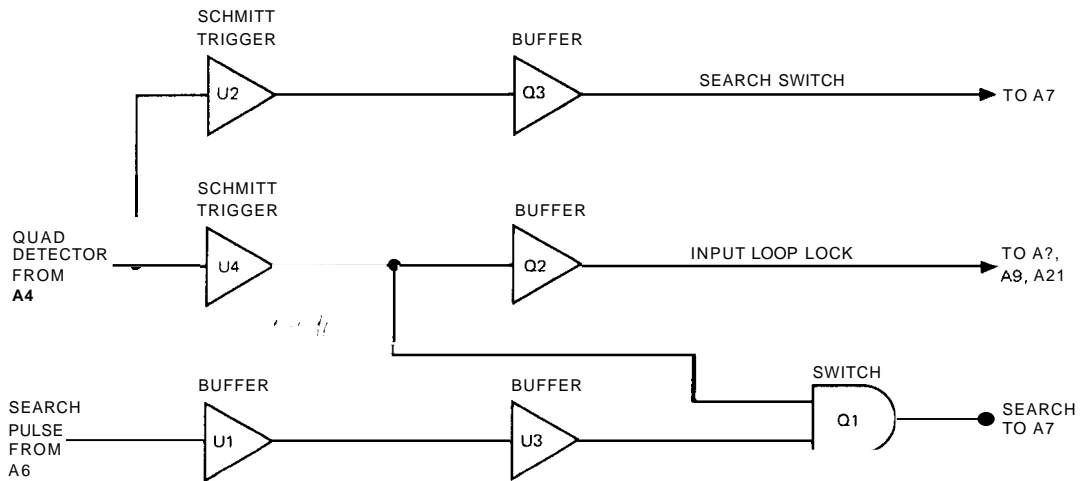 SCHMITT
TRIGGER
U2
BUFFER
Q3
SEARCH SWITCH
TO A7
SCHMITT
TRIGGER
QUAD
DETECTOR
FROM
A4
U4
BUFFER
Q2
INPUT LOOP LOCK
TO A?,
A9, A21
SEARCH
PULSE
FROM
A6
BUFFER
U1
BUFFER
U3
SWITCH
Q1
SEARCH
TO A7